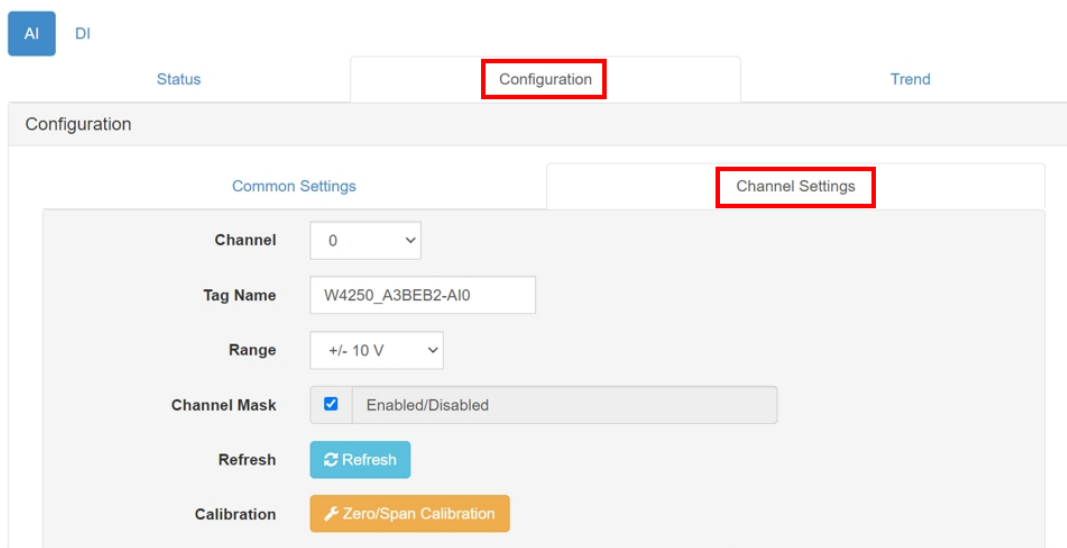 AI DI
Status Configuration Trend
Configuration
Common Settings Channel Settings
Channel 0
Tag Name W4250_A3BEB2-AI0
Range +/- 10 V
Channel Mask Enabled/Disabled
Refresh Refresh
Calibration Zero/Span Calibration